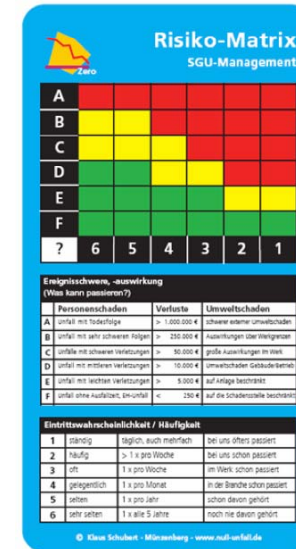 Zero
Risiko-Matrix
SGU-Management
A
B
C
D
E
F
? 6 5 4 3 2 1
Ereignisschwere, -auswirkung
(Was kann passieren?)
Personenschaden Verluste Umweltschaden
A Unfall mit Todesfolge > 1.000.000 € schwerer externer Umweltschaden
B Unfall mit sehr schweren Folgen > 250.000 € Auswirkungen über Werkgrenzen
C Unfälle mit schweren Verletzungen > 50.000 € große Auswirkungen im Werk
D Unfall mit mittleren Verletzungen > 10.000 € Umweltschaden Gebäude/Betrieb
E Unfall mit leichten Verletzungen > 5.000 € auf Anlage beschränkt
F Unfall ohne Ausfallzeit, EH-Unfall < 250 € auf die Schadensstelle beschränkt
Eintrittswahrscheinlichkeit / Häufigkeit
1 ständig täglich, auch mehrfach bei uns öfters passiert
2 häufig > 1 x pro Woche bei uns schon passiert
3 oft 1 x pro Woche im Werk schon passiert
4 gelegentlich 1 x pro Monat in der Branche schon passiert
5 selten 1 x pro Jahr schon davon gehört
6 sehr selten 1 x alle 5 Jahre noch nie davon gehört
© Klaus Schubert - Münzenberg - www.null-unfall.de